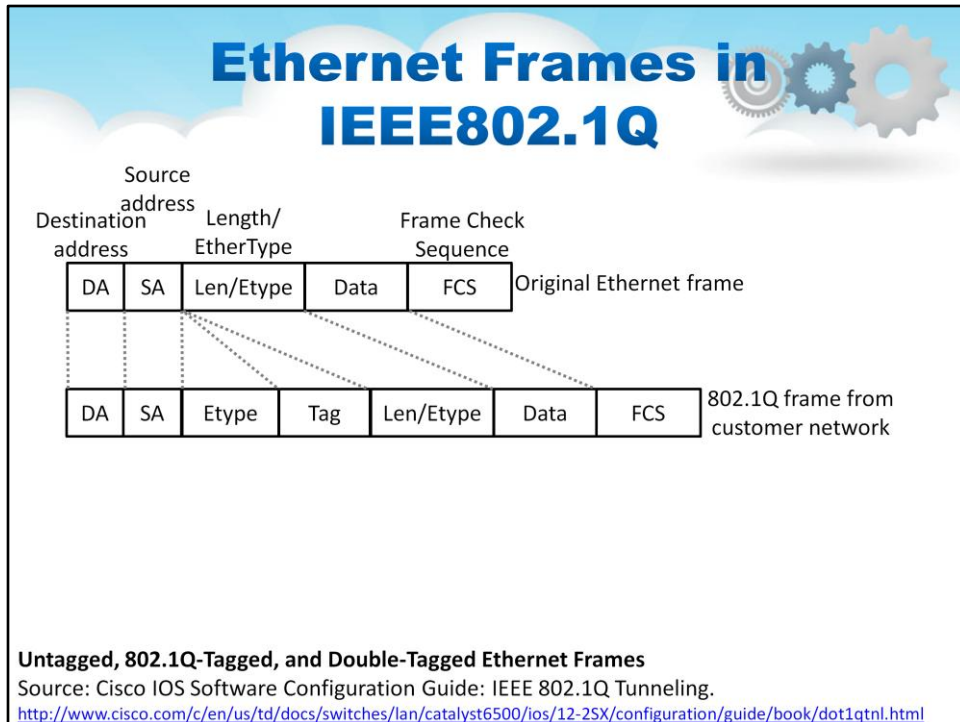 Ethernet Frames in
IEEE802.1Q
Source
address
Destination
address
Length/
EtherType
Frame Check
Sequence
DA SA Len/Etype Data FCS Original Ethernet frame
DA SA Etype Tag Len/Etype Data FCS 802.1Q frame from
customer network
Untagged, 802.1Q-Tagged, and Double-Tagged Ethernet Frames
Source: Cisco IOS Software Configuration Guide: IEEE 802.1Q Tunneling.
http://www.cisco.com/c/en/us/td/docs/switches/lan/catalyst6500/ios/12-2SX/configuration/guide/book/dot1qtnl.html